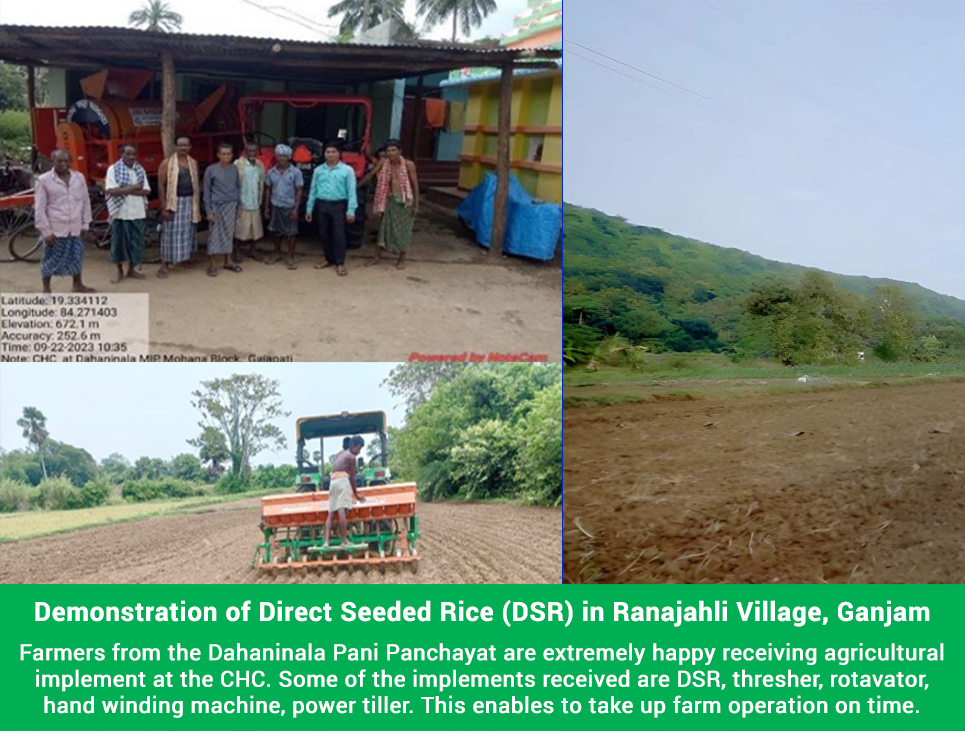 Latitude: 19.334112
Longitude: 84.271403
Elevation: 672.1 m
Accuracy: 252.6 m
Time: 09-22-2023 10:35
Note: CHC at Dahaninala MIP Mohana Block, Gajapati
Powered by NoteCam
Demonstration of Direct Seeded Rice (DSR) in Ranajahli Village, Ganjam
Farmers from the Dahaninala Pani Panchayat are extremely happy receiving agricultural
implement at the CHC. Some of the implements received are DSR, thresher, rotavator,
hand winding machine, power tiller. This enables to take up farm operation on time.